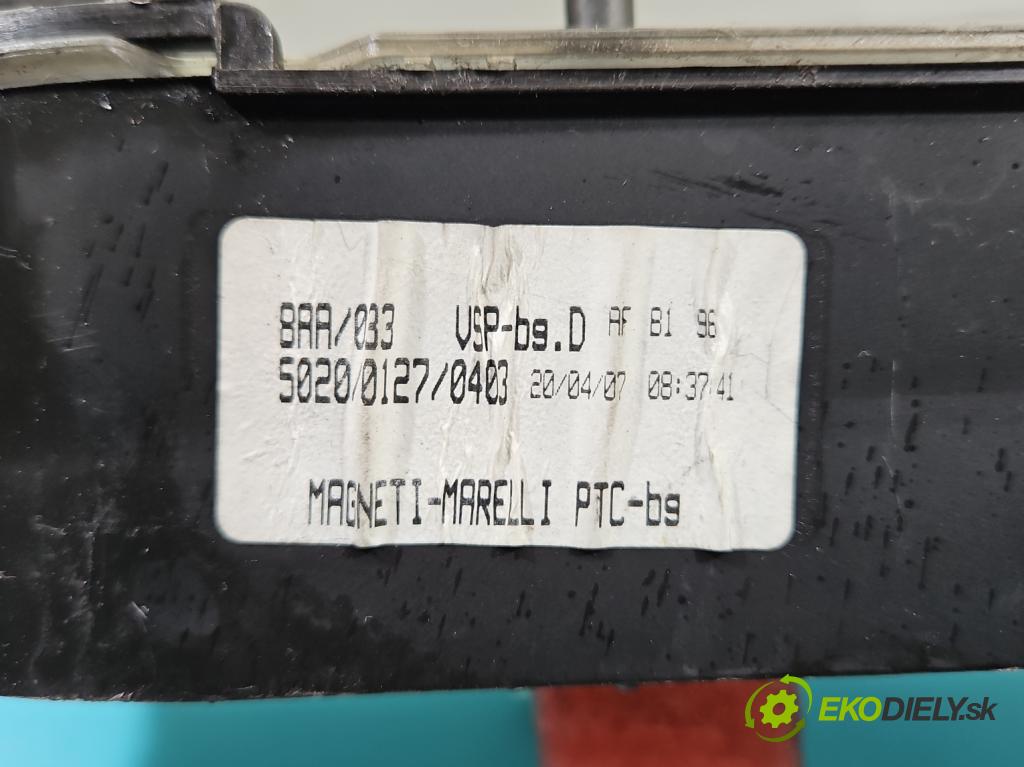 8AA/033 VSP-bs.D AF B1 96
5020/0127/0403 20/04/07 08:37:41
MAGNETI-MARELLI PTC-bs
EKODIELY.sk